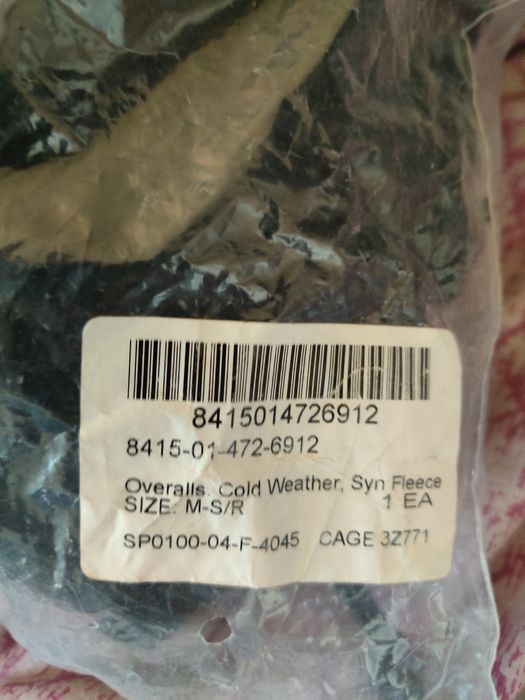 8415014726912
8415-01-472-6912
Overalls, Cold Weather, Syn Fleece
SIZE: M-S/R 1 EA
SP0100-04-F-4045 CAGE 3Z771